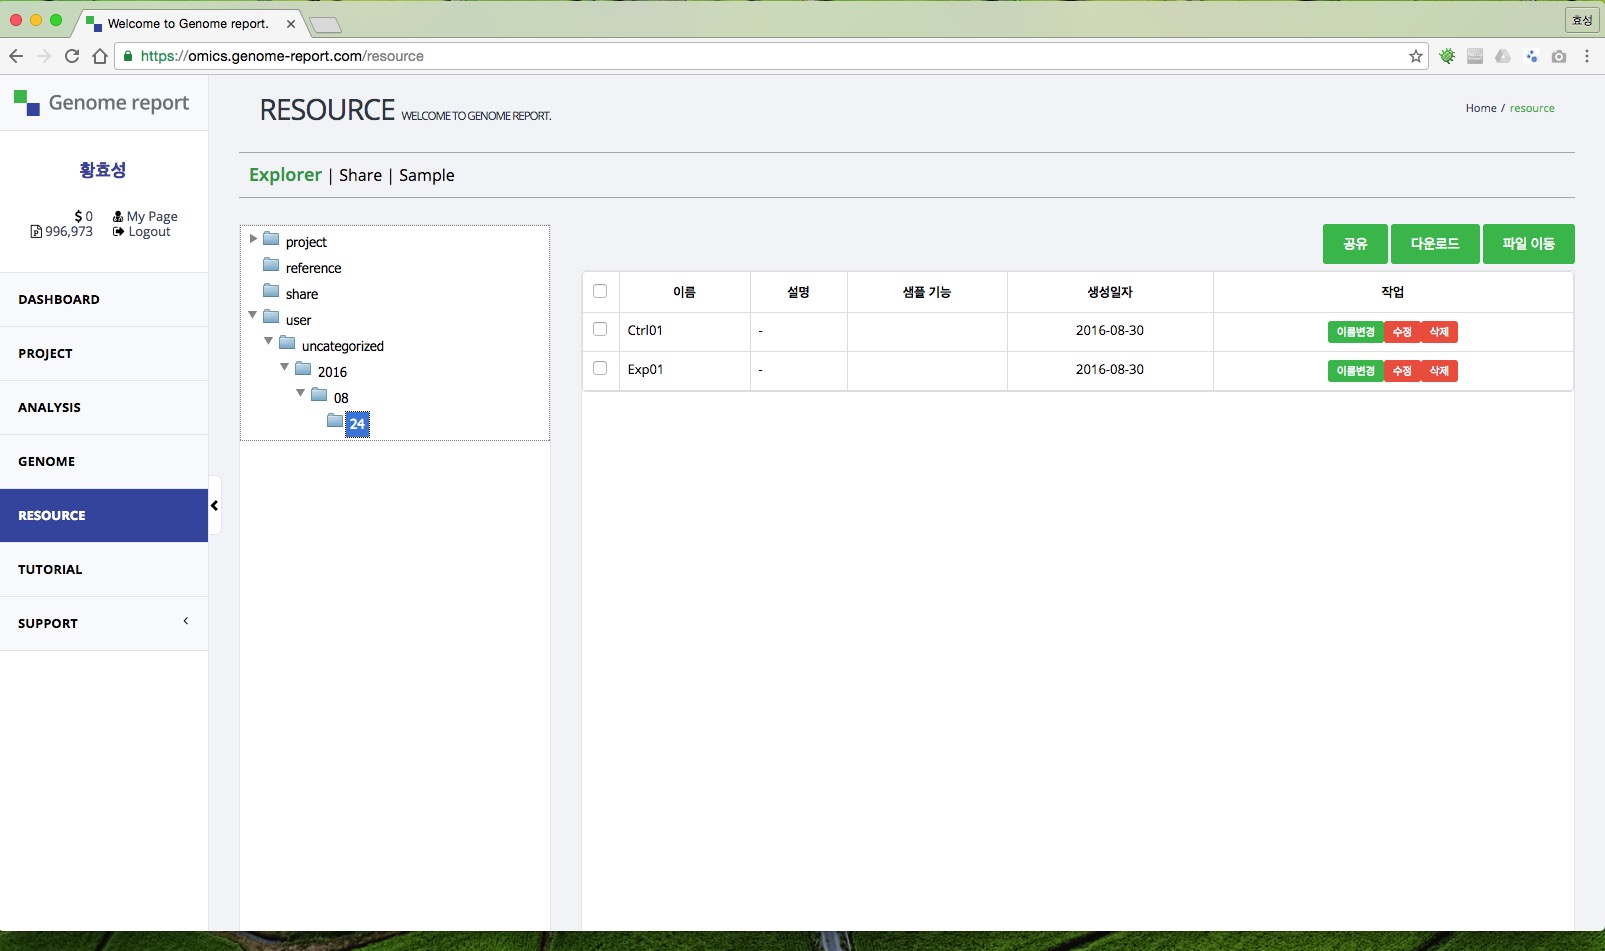 Welcome to Genome report.
효성
https://omics.genome-report.com/resource
Genome report
황효성
$ 0 My Page
996,973 Logout
DASHBOARD
PROJECT
ANALYSIS
GENOME
RESOURCE
TUTORIAL
SUPPORT
RESOURCE WELCOME TO GENOME REPORT.
Home / resource
Explorer | Share | Sample
project
reference
share
user
uncategorized
2016
08
24
공유 다운로드 파일 이동
이름 설명 샘플 기능 생성일자 작업
Ctrl01 - 2016-08-30 이름변경 수정 삭제
Exp01 - 2016-08-30 이름변경 수정 삭제